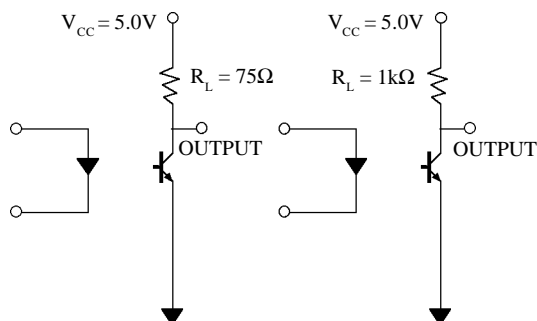 V_CC = 5.0V
R_L = 75Ω
OUTPUT
V_CC = 5.0V
R_L = 1kΩ
OUTPUT